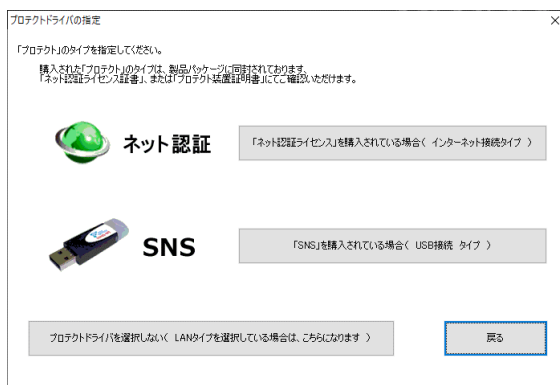 プロテクトドライバの指定
「プロテクト」のタイプを指定してください。
購入された「プロテクト」のタイプは、製品パッケージに同封されております、
「ネット認証ライセンス証書」、または「プロテクト装置証明書」にてご確認いただけます。
ネット認証
「ネット認証ライセンス」を購入されている場合（ インターネット接続タイプ ）
SNS
「SNS」を購入されている場合（ USB接続 タイプ ）
プロテクトドライバを選択しない（ LANタイプを選択している場合は、こちらになります ）
戻る